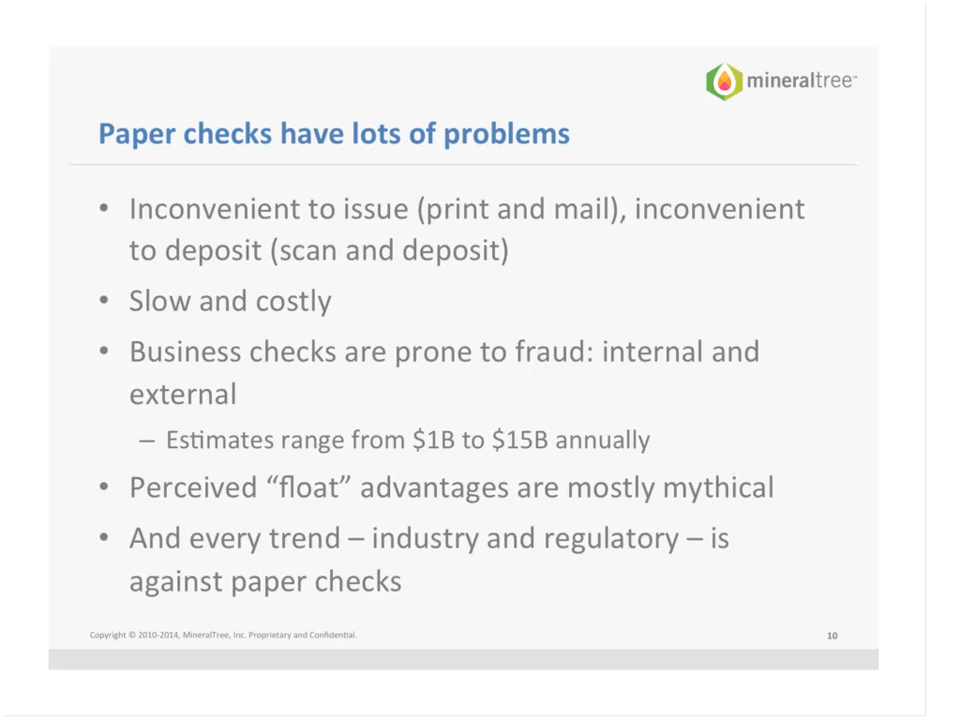 mineraltree™
Paper checks have lots of problems
• Inconvenient to issue (print and mail), inconvenient
to deposit (scan and deposit)
• Slow and costly
• Business checks are prone to fraud: internal and
external
– Estimates range from $1B to $15B annually
• Perceived “float” advantages are mostly mythical
• And every trend – industry and regulatory – is
against paper checks
Copyright © 2010-2014, MineralTree, Inc. Proprietary and Confidential.
10